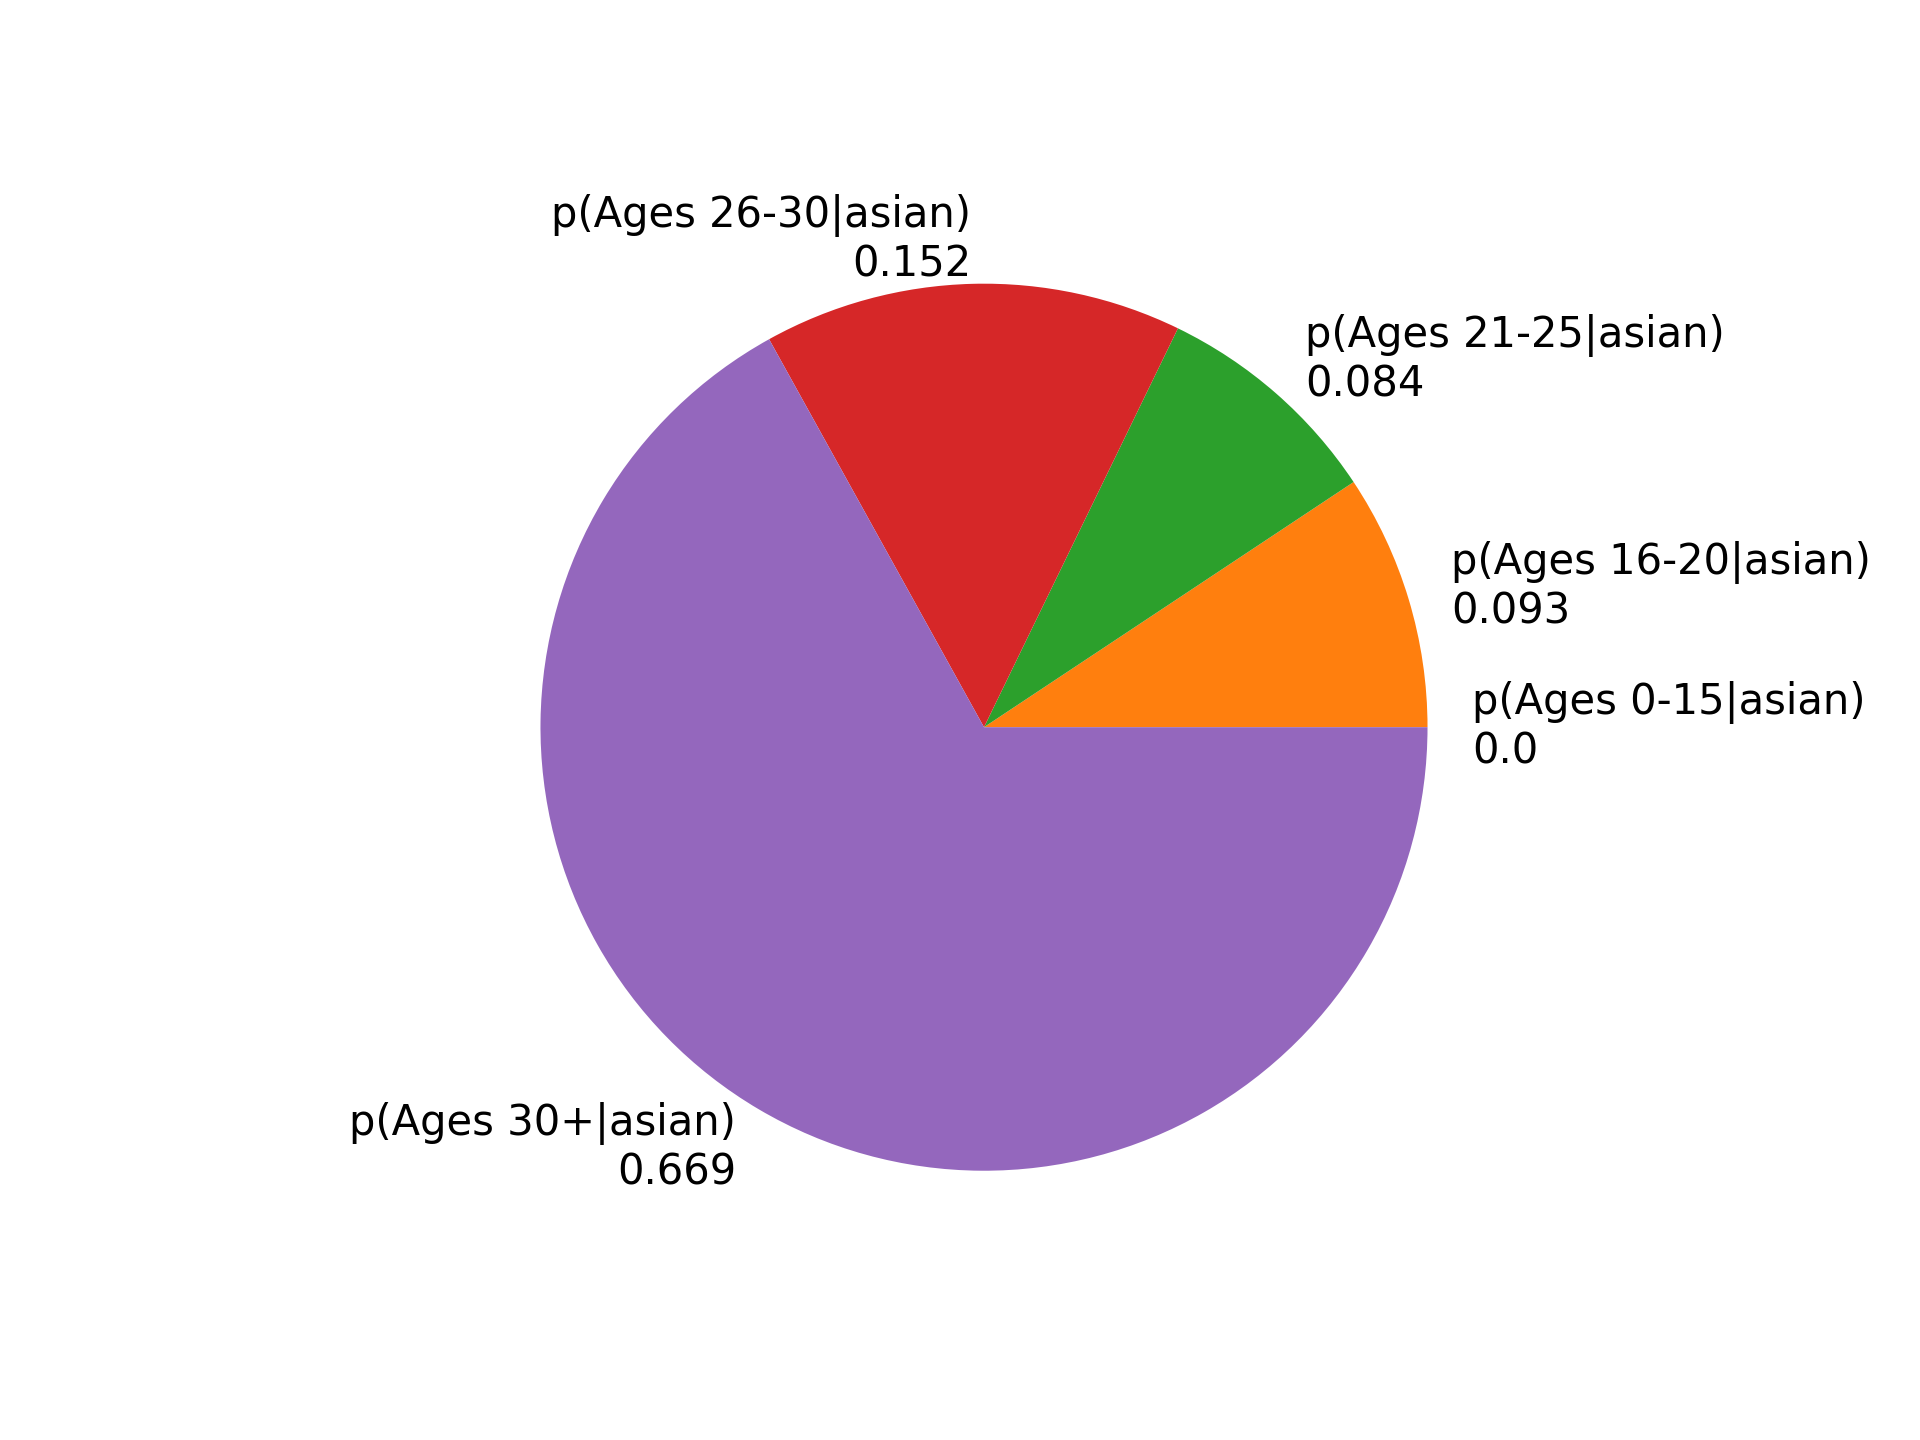 p(Ages 26-30|asian)
0.152
p(Ages 21-25|asian)
0.084
p(Ages 16-20|asian)
0.093
p(Ages 0-15|asian)
0.0
p(Ages 30+|asian)
0.669